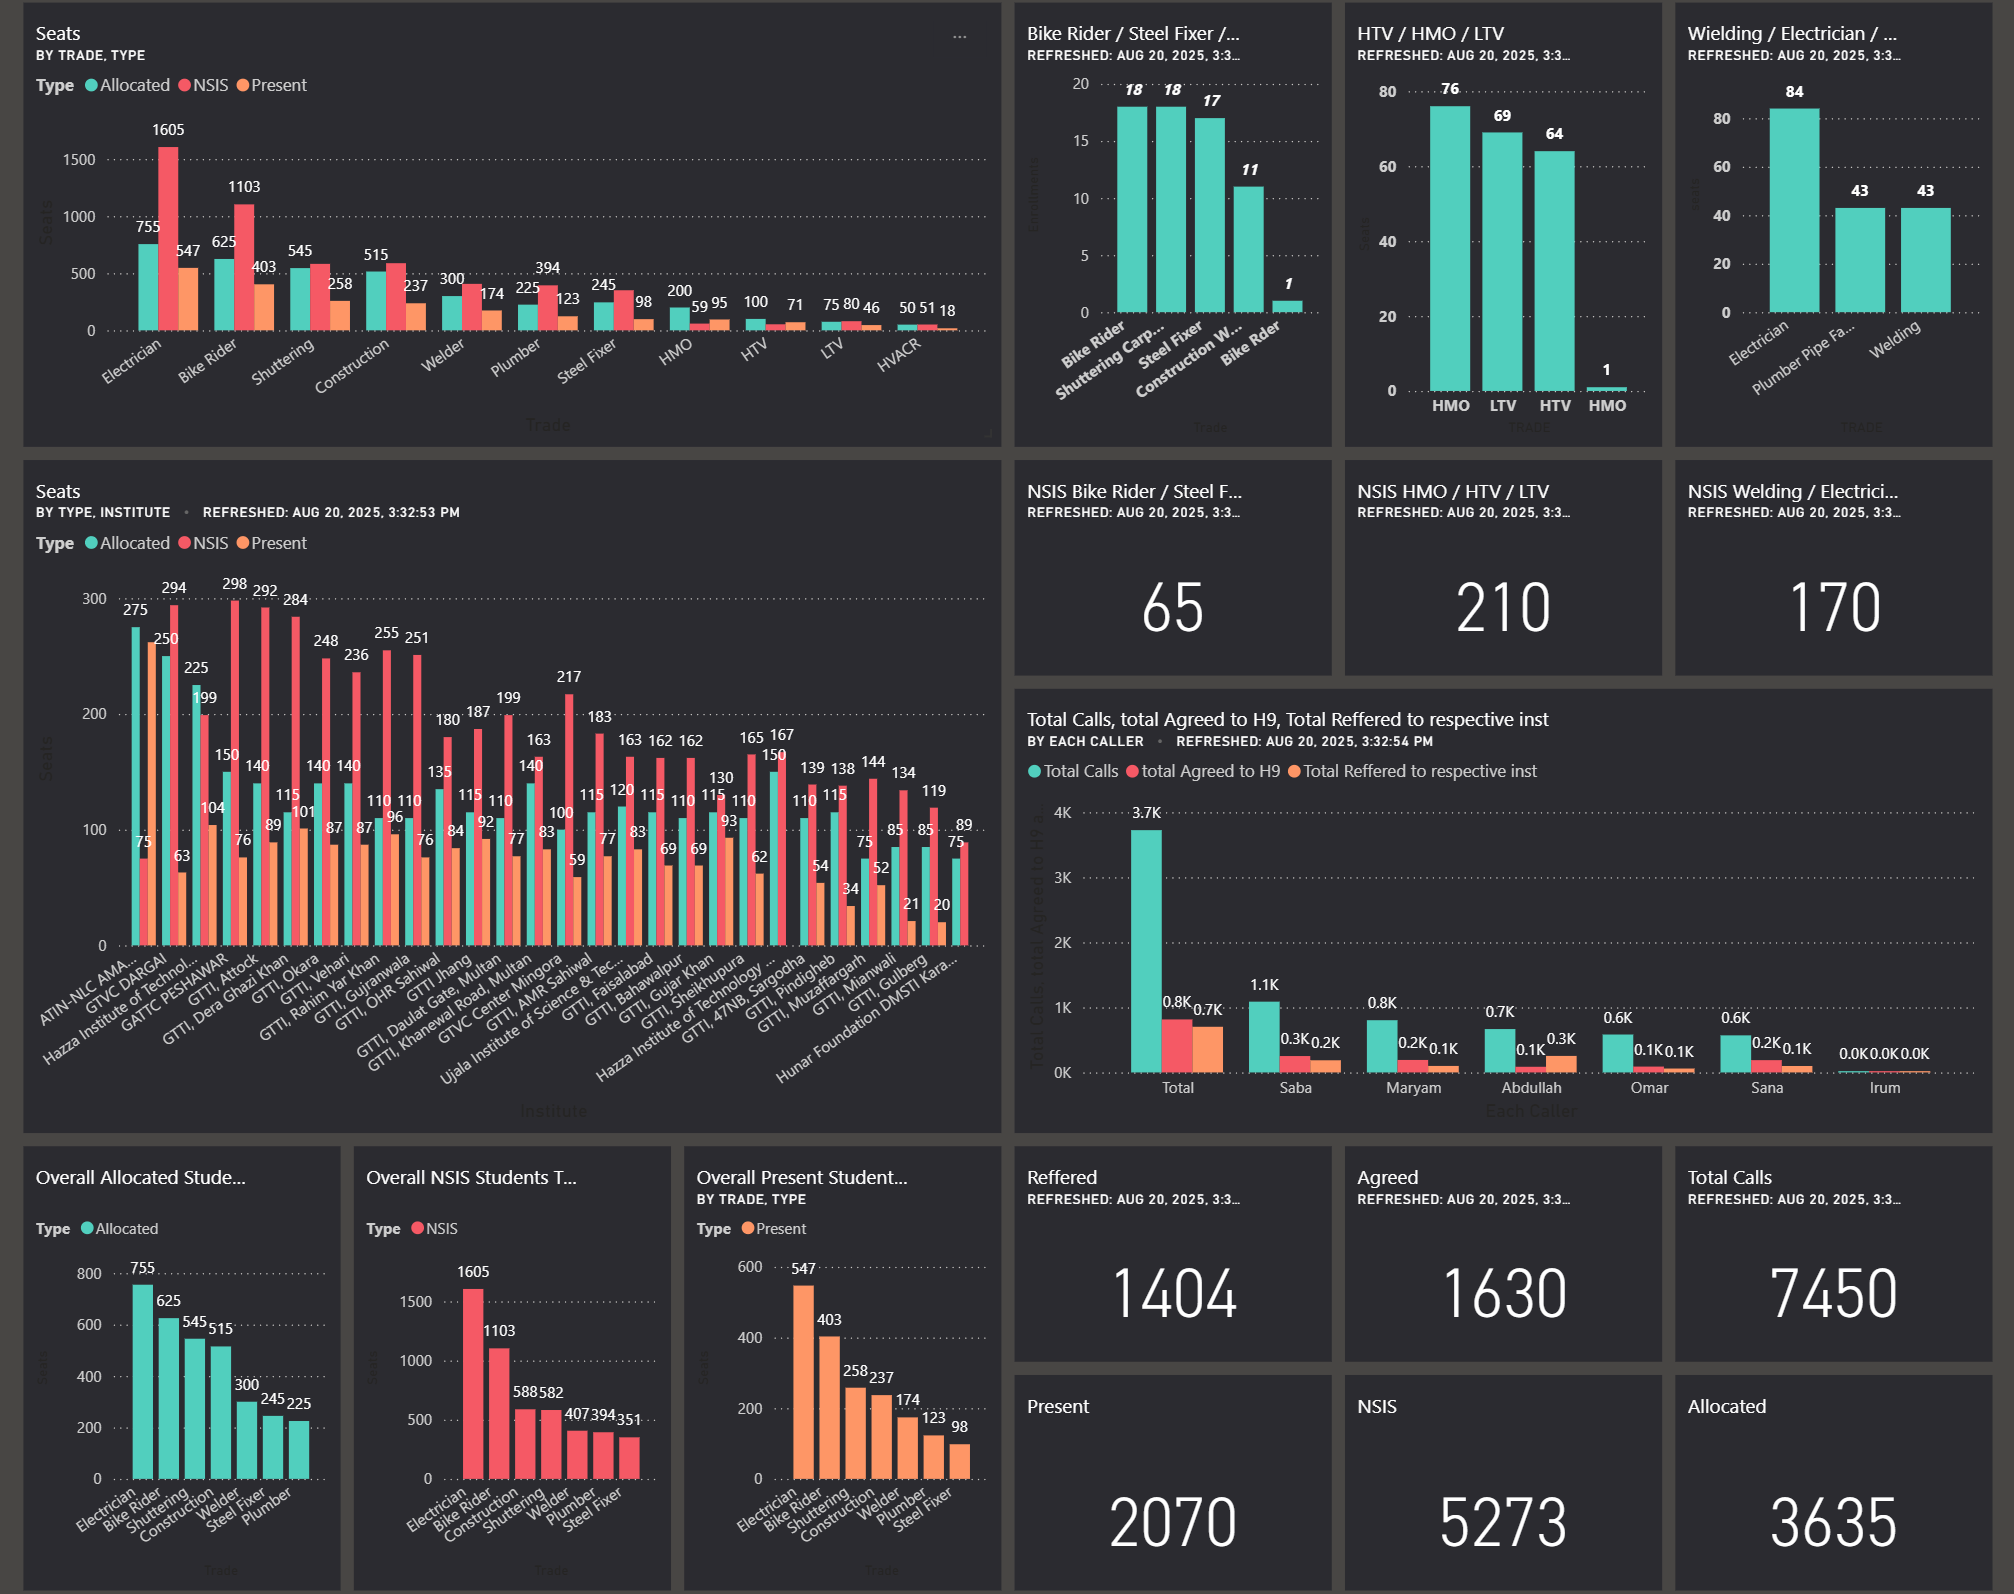 Seats
BY TRADE, TYPE
Type Allocated NSIS Present
Seats
1500
1000
500
0
755 1605 547
625 1103 403
545 258
515 237
300 174
225 394 123
245 98
200 59 95
100 71
75 80 46
50 51 18
Electrician
Bike Rider
Shuttering
Construction
Welder
Plumber
Steel Fixer
HMO
HTV
LTV
HVACR
Trade
Bike Rider / Steel Fixer /...
REFRESHED: AUG 20, 2025, 3:3...
Enrollments
20
15
10
5
0
18 18 17 11 1
Bike Rider
Shuttering Carp...
Steel Fixer
Construction W...
Bike Rder
Trade
HTV / HMO / LTV
REFRESHED: AUG 20, 2025, 3:3...
Seats
80
60
40
20
0
76 69 64 1
HMO LTV HTV HMO
TRADE
Wielding / Electrician / ...
REFRESHED: AUG 20, 2025, 3:3...
80
60
40
20
0
84 43 43
Electrician
Plumber Pipe Fa...
Welding
TRADE
Seats
BY TYPE, INSTITUTE • REFRESHED: AUG 20, 2025, 3:32:53 PM
Type Allocated NSIS Present
Seats
300
200
100
0
275 75
250 294 63
225 199 104
150 298 76
140 292 89
115 284 101
140 248 87
140 236 87
110 255 96
110 251 76
135 180 84
115 187 92
110 199 77
140 163 83
100 217 59
115 183 77
120 163 83
115 162 69
110 162 69
115 130 93
110 165 62
150 167
110 139 54
115 138 34
75 144 52
85 134 21
85 119 20
75 89
ATIN-NLC AMA...
GTVC DARGAI
Hazza Institute of Technol...
GATTC PESHAWAR
GTTI, Attock
GTTI, Dera Ghazi Khan
GTTI, Okara
GTTI, Vehari
GTTI, Rahim Yar Khan
GTTI, Gujranwala
GTTI, OHR Sahiwal
GTTI Jhang
GTTI, Daulat Gate, Multan
GTTI, Khanewal Road, Multan
GTVC Center Mingora
GTTI, AMR Sahiwal
Ujala Institute of Science & Tec...
GTTI, Faisalabad
GTTI, Bahawalpur
GTTI, Gujar Khan
GTTI, Sheikhupura
Hazza Institute of Technology ...
GTTI, 47NB, Sargodha
GTTI, Pindigheb
GTTI, Muzaffargarh
GTTI, Mianwali
GTTI, Gulberg
Hunar Foundation DMSTI Kara...
Institute
NSIS Bike Rider / Steel F...
REFRESHED: AUG 20, 2025, 3:3...
65
NSIS HMO / HTV / LTV
REFRESHED: AUG 20, 2025, 3:3...
210
NSIS Welding / Electrici...
REFRESHED: AUG 20, 2025, 3:3...
170
Total Calls, total Agreed to H9, Total Reffered to respective inst
BY EACH CALLER • REFRESHED: AUG 20, 2025, 3:32:54 PM
Total Calls total Agreed to H9 Total Reffered to respective inst
Total Calls, total Agreed to H9 a...
4K
3K
2K
1K
0K
3.7K 0.8K 0.7K
1.1K 0.3K 0.2K
0.8K 0.2K 0.1K
0.7K 0.1K 0.3K
0.6K 0.1K 0.1K
0.6K 0.2K 0.1K
0.0K 0.0K 0.0K
Total Saba Maryam Abdullah Omar Sana Irum
Each Caller
Overall Allocated Stude...
Type Allocated
Seats
800
600
400
200
0
755 625 545 515 300 245 225
Electrician
Bike Rider
Shuttering
Construction
Welder
Steel Fixer
Plumber
Trade
Overall NSIS Students T...
Type NSIS
Seats
1500
1000
500
0
1605 1103 588 582 407 394 351
Electrician
Bike Rider
Construction
Shuttering
Welder
Plumber
Steel Fixer
Trade
Overall Present Student...
BY TRADE, TYPE
Type Present
Seats
600
400
200
0
547 403 258 237 174 123 98
Electrician
Bike Rider
Shuttering
Construction
Welder
Plumber
Steel Fixer
Trade
Reffered
REFRESHED: AUG 20, 2025, 3:3...
1404
Agreed
REFRESHED: AUG 20, 2025, 3:3...
1630
Total Calls
REFRESHED: AUG 20, 2025, 3:3...
7450
Present
2070
NSIS
5273
Allocated
3635